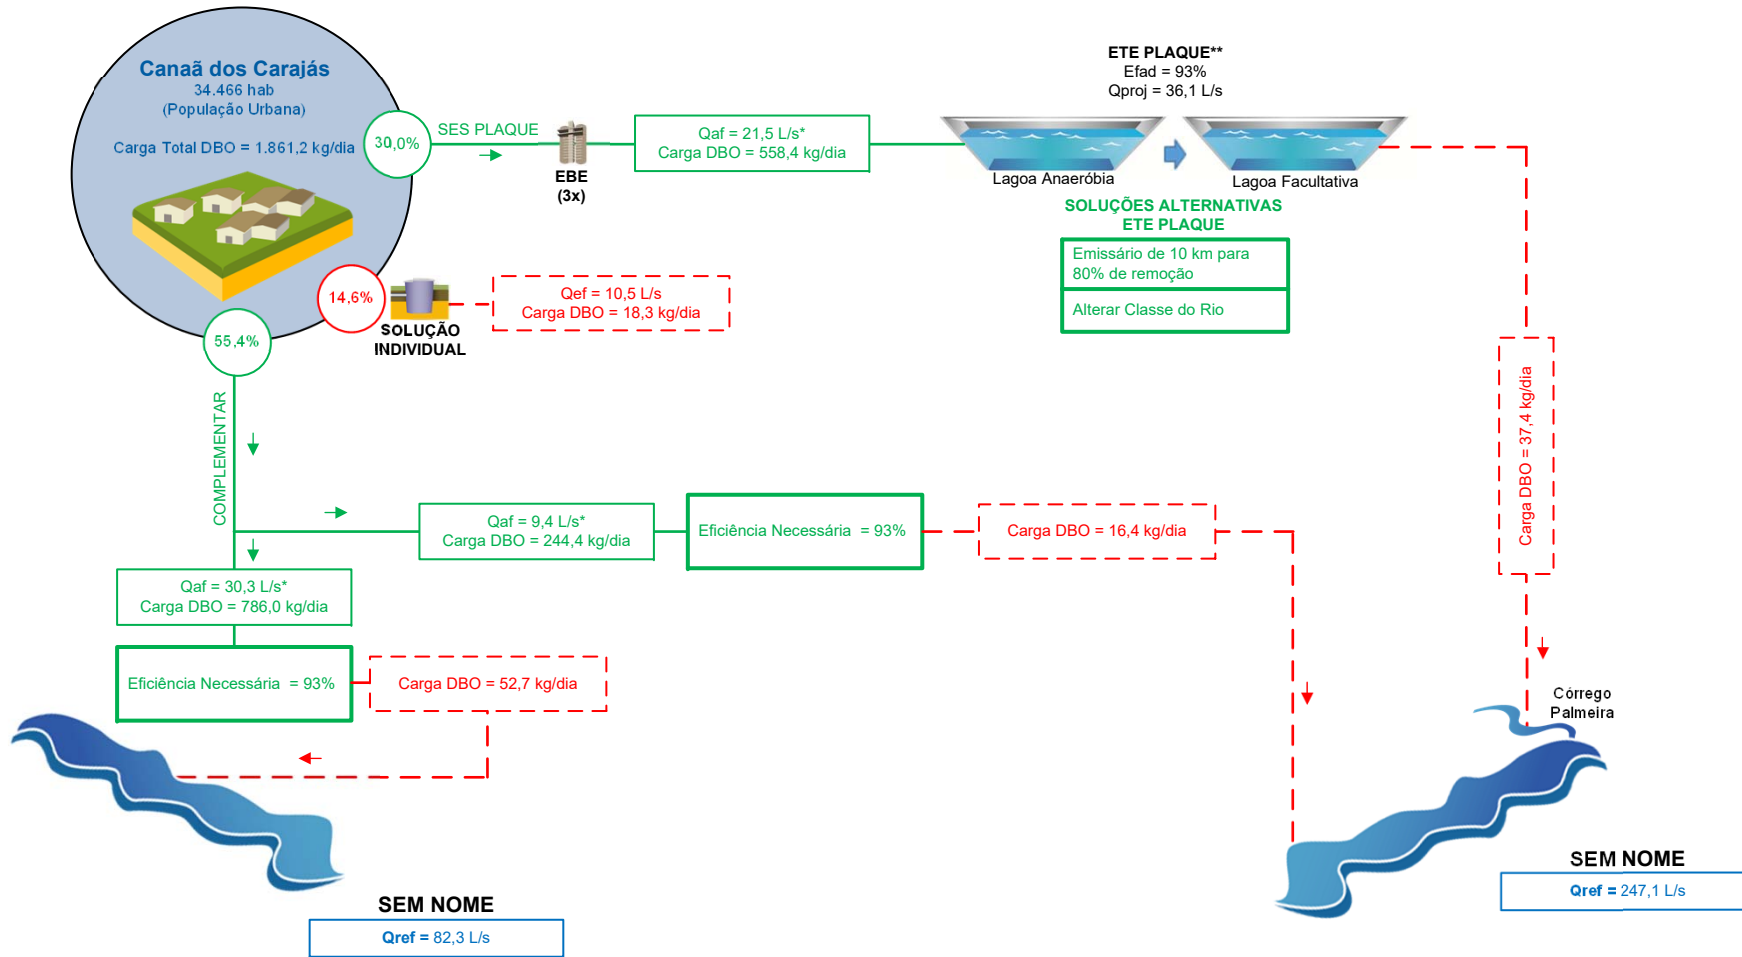 Canaã dos Carajás
34.466 hab
(População Urbana)
Carga Total DBO = 1.861,2 kg/dia
30,0%
SES PLAQUE
EBE
(3x)
Qaf = 21,5 L/s*
Carga DBO = 558,4 kg/dia
ETE PLAQUE**
Efad = 93%
Qproj = 36,1 L/s
Lagoa Anaeróbia
Lagoa Facultativa
SOLUÇÕES ALTERNATIVAS
ETE PLAQUE
Emissário de 10 km para
80% de remoção
Alterar Classe do Rio
14,6%
SOLUÇÃO
INDIVIDUAL
Qef = 10,5 L/s
Carga DBO = 18,3 kg/dia
55,4%
COMPLEMENTAR
Carga DBO = 37,4 kg/dia
Qaf = 9,4 L/s*
Carga DBO = 244,4 kg/dia
Eficiência Necessária = 93%
Carga DBO = 16,4 kg/dia
Qaf = 30,3 L/s*
Carga DBO = 786,0 kg/dia
Eficiência Necessária = 93%
Carga DBO = 52,7 kg/dia
Córrego
Palmeira
SEM NOME
Qref = 247,1 L/s
SEM NOME
Qref = 82,3 L/s